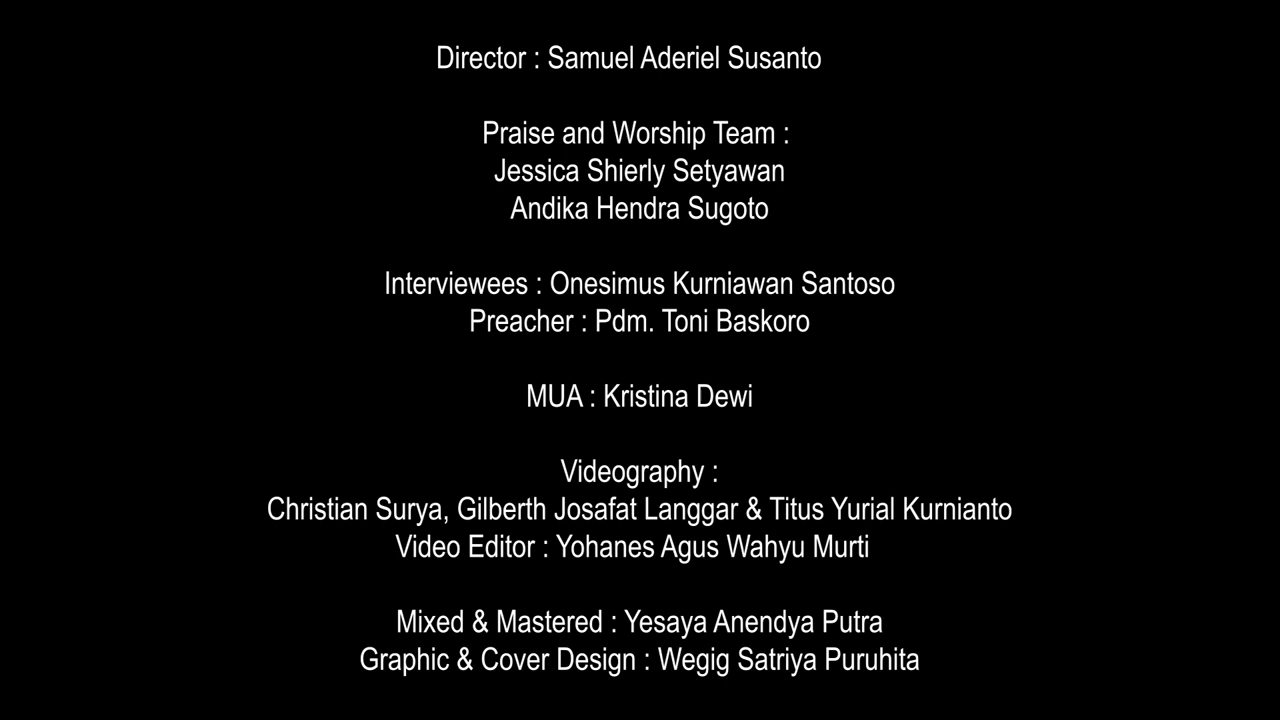 Director : Samuel Aderiel Susanto
Praise and Worship Team :
Jessica Shierly Setyawan
Andika Hendra Sugoto
Interviewees : Onesimus Kurniawan Santoso
Preacher : Pdm. Toni Baskoro
MUA : Kristina Dewi
Videography :
Christian Surya, Gilberth Josafat Langgar & Titus Yurial Kurnianto
Video Editor : Yohanes Agus Wahyu Murti
Mixed & Mastered : Yesaya Anendya Putra
Graphic & Cover Design : Wegig Satriya Puruhita